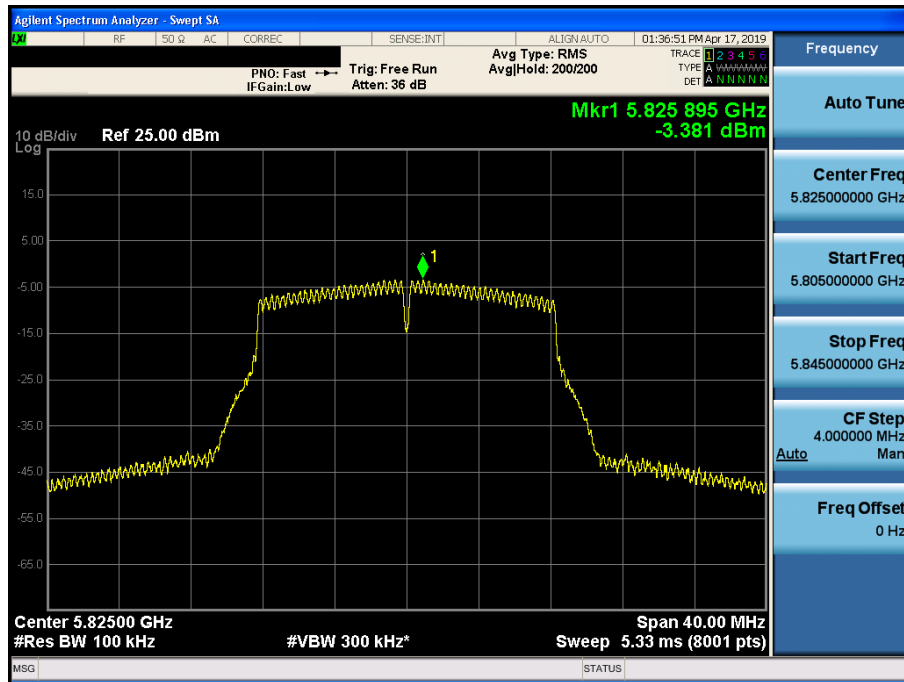 Agilent Spectrum Analyzer - Swept SA
LXI RF 50 Ω AC CORREC SENSE:INT ALIGN AUTO 01:36:51 PM Apr 17, 2019
PNO: Fast
IFGain:Low
Trig: Free Run
Atten: 36 dB
Avg Type: RMS
Avg|Hold: 200/200
TRACE 1 2 3 4 5 6
TYPE A WWWWWW
DET A N N N N N
Mkr1 5.825 895 GHz
-3.381 dBm
10 dB/div Ref 25.00 dBm
Log
15.0
5.00
-5.00
-15.0
-25.0
-35.0
-45.0
-55.0
-65.0
1
Center 5.82500 GHz Span 40.00 MHz
#Res BW 100 kHz #VBW 300 kHz* Sweep 5.33 ms (8001 pts)
MSG STATUS
Frequency
Auto Tune
Center Freq
5.825000000 GHz
Start Freq
5.805000000 GHz
Stop Freq
5.845000000 GHz
CF Step
4.000000 MHz
Auto Man
Freq Offset
0 Hz